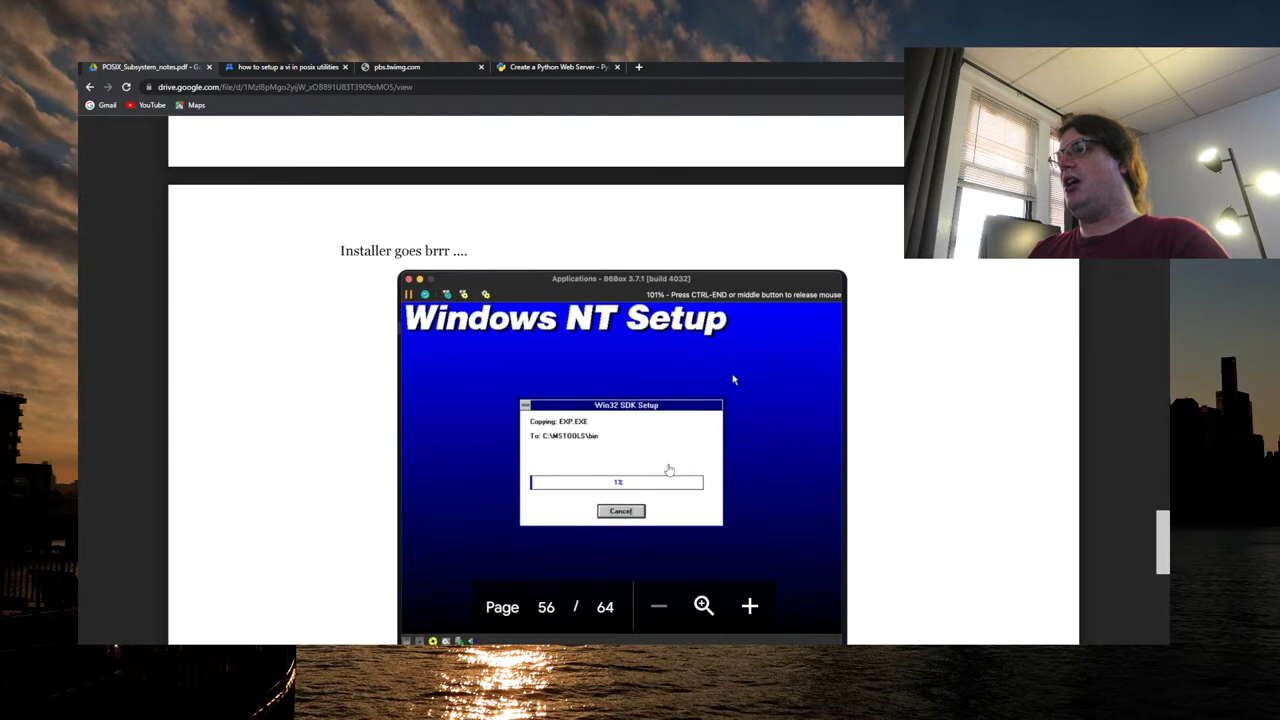 POSIX_Subsystem_notes.pdf - Go
how to setup a vi in posix utilities
pbs.twimg.com
Create a Python Web Server - Py
drive.google.com/file/d/1Mzl8pMgo2yijW_xO8891U83T3909oMO5/view
Gmail
YouTube
Maps
Installer goes brrr ....
Applications - 86Box 3.7.1 [build 4032]
101% - Press CTRL-END or middle button to release mouse
Windows NT Setup
Win32 SDK Setup
Copying: EXP.EXE
To: C:\MSTOOLS\bin
1%
Cancel
Page 56 / 64